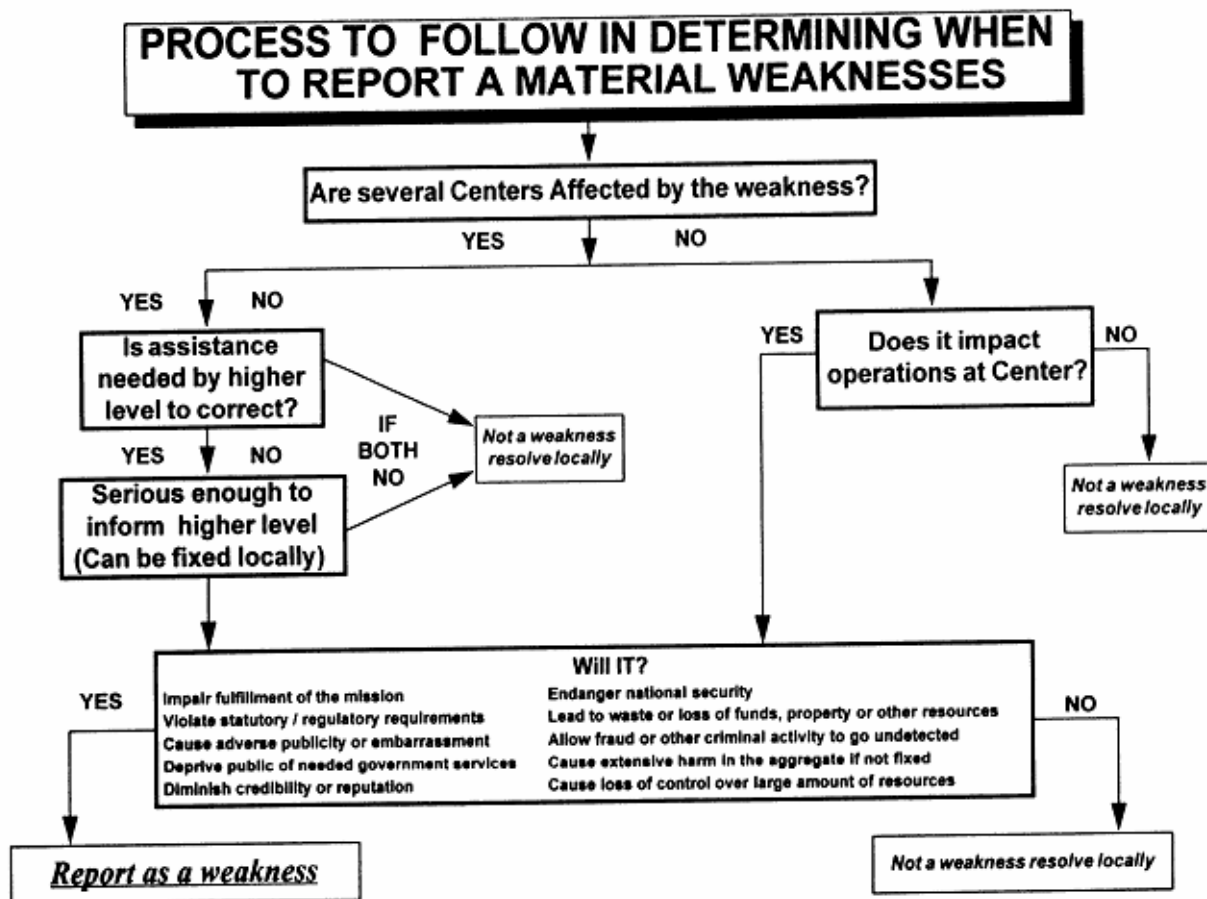 PROCESS TO FOLLOW IN DETERMINING WHEN
TO REPORT A MATERIAL WEAKNESSES
Are several Centers Affected by the weakness?
YES NO
YES NO
Is assistance
needed by higher
level to correct?
YES NO
Serious enough to
inform higher level
(Can be fixed locally)
IF
BOTH
NO
Not a weakness
resolve locally
YES
Does it impact
operations at Center?
NO
Not a weakness
resolve locally
Will IT?
YES
Impair fulfillment of the mission
Violate statutory / regulatory requirements
Cause adverse publicity or embarrassment
Deprive public of needed government services
Diminish credibility or reputation
Endanger national security
Lead to waste or loss of funds, property or other resources
Allow fraud or other criminal activity to go undetected
Cause extensive harm in the aggregate if not fixed
Cause loss of control over large amount of resources
NO
Report as a weakness
Not a weakness resolve locally